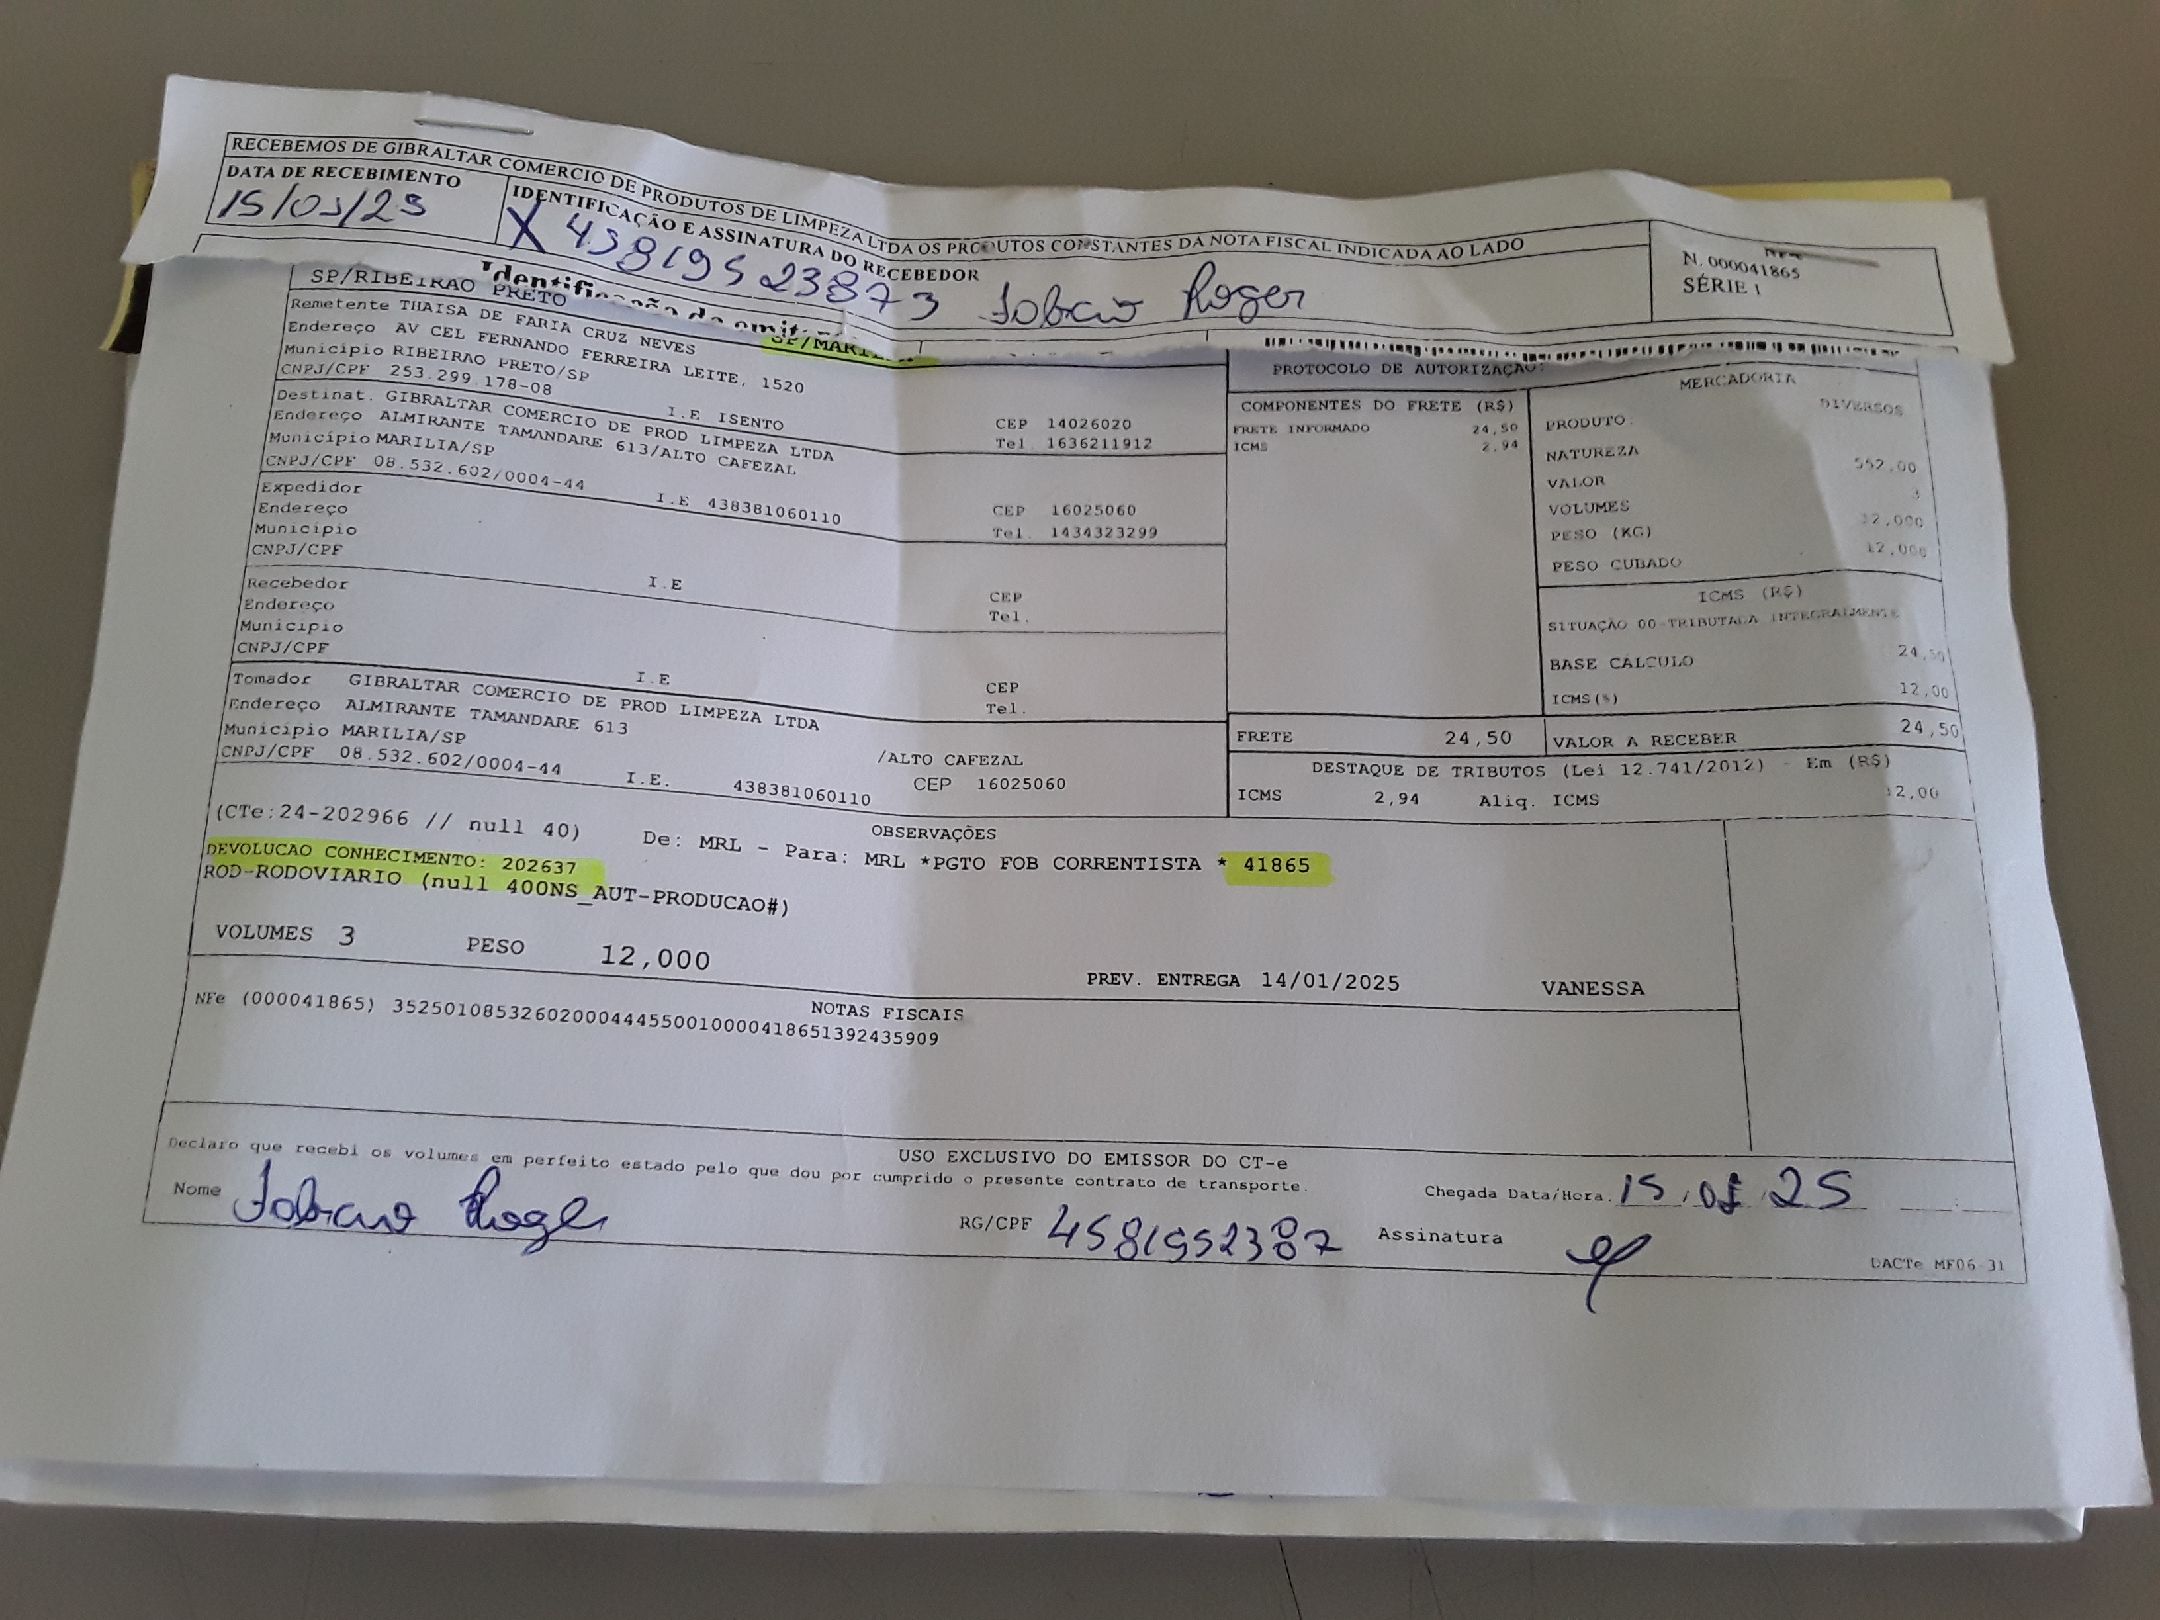 RECEBEMOS DE GIBRALTAR COMERCIO DE PRODUTOS DE LIMPEZA LTDA OS PRODUTOS CONSTANTES DA NOTA FISCAL INDICADA AO LADO
DATA DE RECEBIMENTO
15/01/25
IDENTIFICAÇÃO E ASSINATURA DO RECEBEDOR
X Roger
N. 000041865
SÉRIE 1
SP/RIBEIRAO PRETO
Remetente THAISA DE FARIA CRUZ NEVES
Endereço AV CEL FERNANDO FERREIRA LEITE, 1520
Município RIBEIRAO PRETO/SP CEP 14026020
CNPJ/CPF 253.299.178-08 I.E ISENTO Tel. 1636211912
Destinat. GIBRALTAR COMERCIO DE PROD LIMPEZA LTDA
Endereço ALMIRANTE TAMANDARE 613/ALTO CAFEZAL
Município MARILIA/SP CEP 16025060
CNPJ/CPF 08.532.602/0004-44 I.E 438381060110 Tel. 1434323299
Expedidor
Endereço
Município CEP
CNPJ/CPF I.E Tel.
Recebedor
Endereço
Município CEP
CNPJ/CPF I.E Tel.
Tomador GIBRALTAR COMERCIO DE PROD LIMPEZA LTDA
Endereço ALMIRANTE TAMANDARE 613 /ALTO CAFEZAL
Município MARILIA/SP CEP 16025060
CNPJ/CPF 08.532.602/0004-44 I.E. 438381060110
PROTOCOLO DE AUTORIZAÇAO:
COMPONENTES DO FRETE (R$)
FRETE INFORMADO 24,50
ICMS 2,94
MERCADORIA
PRODUTO DIVERSOS
NATUREZA
VALOR 552,00
VOLUMES 3
PESO (KG) 12,000
PESO CUBADO 12,000
ICMS (R$)
SITUAÇÃO 00-TRIBUTADA INTEGRALMENTE
BASE CALCULO 24,50
ICMS(%) 12,00
FRETE 24,50 VALOR A RECEBER 24,50
DESTAQUE DE TRIBUTOS (Lei 12.741/2012) - Em (R$)
ICMS 2,94 Aliq. ICMS 12,00
OBSERVAÇÕES
(CTe:24-202966 // null 40) De: MRL - Para: MRL *PGTO FOB CORRENTISTA * 41865
DEVOLUCAO CONHECIMENTO: 202637
ROD-RODOVIARIO (null 400NS_AUT-PRODUCAO#)
VOLUMES 3 PESO 12,000 PREV. ENTREGA 14/01/2025 VANESSA
NOTAS FISCAIS
NFe (000041865) 35250108532602000444550010000418651392435909
USO EXCLUSIVO DO EMISSOR DO CT-e
Declaro que recebi os volumes em perfeito estado pelo que dou por cumprido o presente contrato de transporte.
Chegada Data/Hora. 15/01/25
Nome Roger RG/CPF 4581952387 Assinatura
DACTe MF06-31